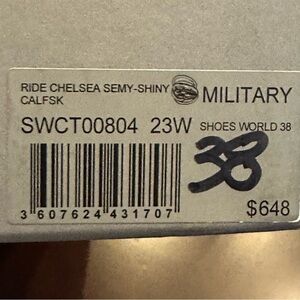 RIDE CHELSEA SEMY-SHINY
CALFSK
MILITARY
SWCT00804 23W SHOES WORLD 38
38
3 607624 431707
$648